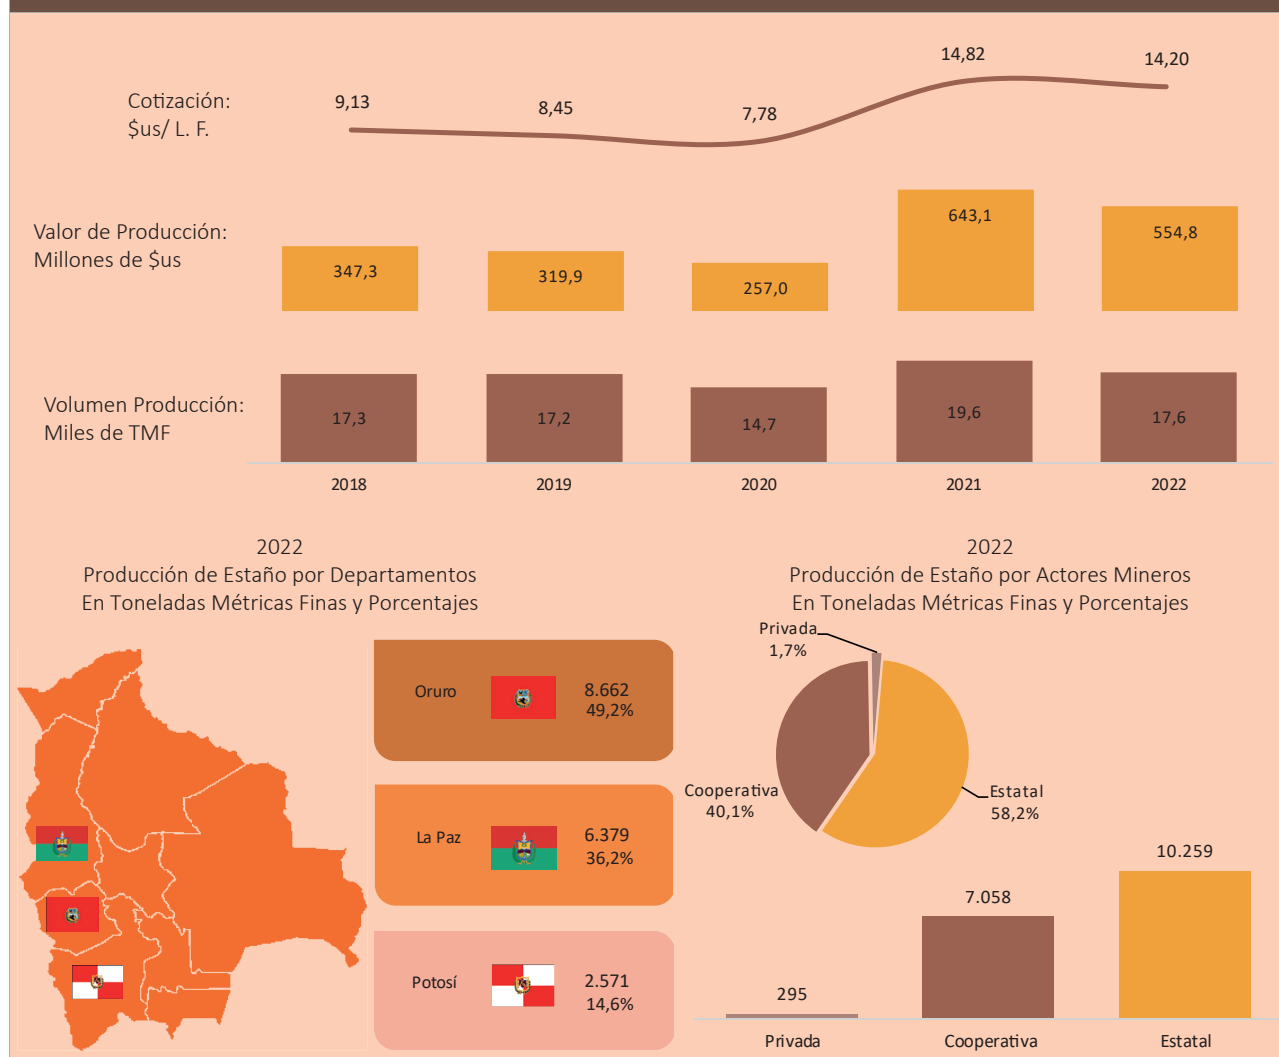 Cotización:
$us/ L. F.
9,13
8,45
7,78
14,82
14,20
Valor de Producción:
Millones de $us
347,3
319,9
257,0
643,1
554,8
Volumen Producción:
Miles de TMF
17,3
17,2
14,7
19,6
17,6
2018
2019
2020
2021
2022
2022
Producción de Estaño por Departamentos
En Toneladas Métricas Finas y Porcentajes
Oruro
8.662
49,2%
La Paz
6.379
36,2%
Potosí
2.571
14,6%
2022
Producción de Estaño por Actores Mineros
En Toneladas Métricas Finas y Porcentajes
Privada
1,7%
Cooperativa
40,1%
Estatal
58,2%
295
7.058
10.259
Privada
Cooperativa
Estatal